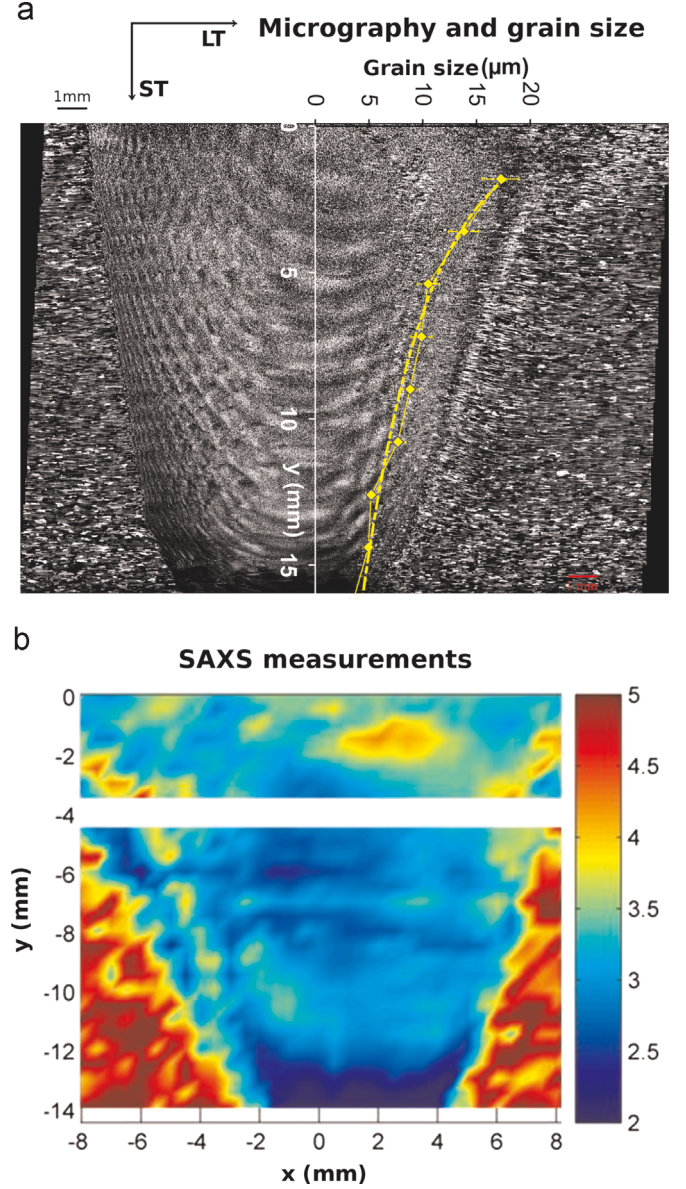 a
LT
ST
1mm
Micrography and grain size
Grain size(µm)
0 5 10 15 20
0
5
10
y (mm)
15
b
SAXS measurements
0
-2
-4
-6
-8
-10
-12
-14
y (mm)
-8 -6 -4 -2 0 2 4 6 8
x (mm)
5
4.5
4
3.5
3
2.5
2